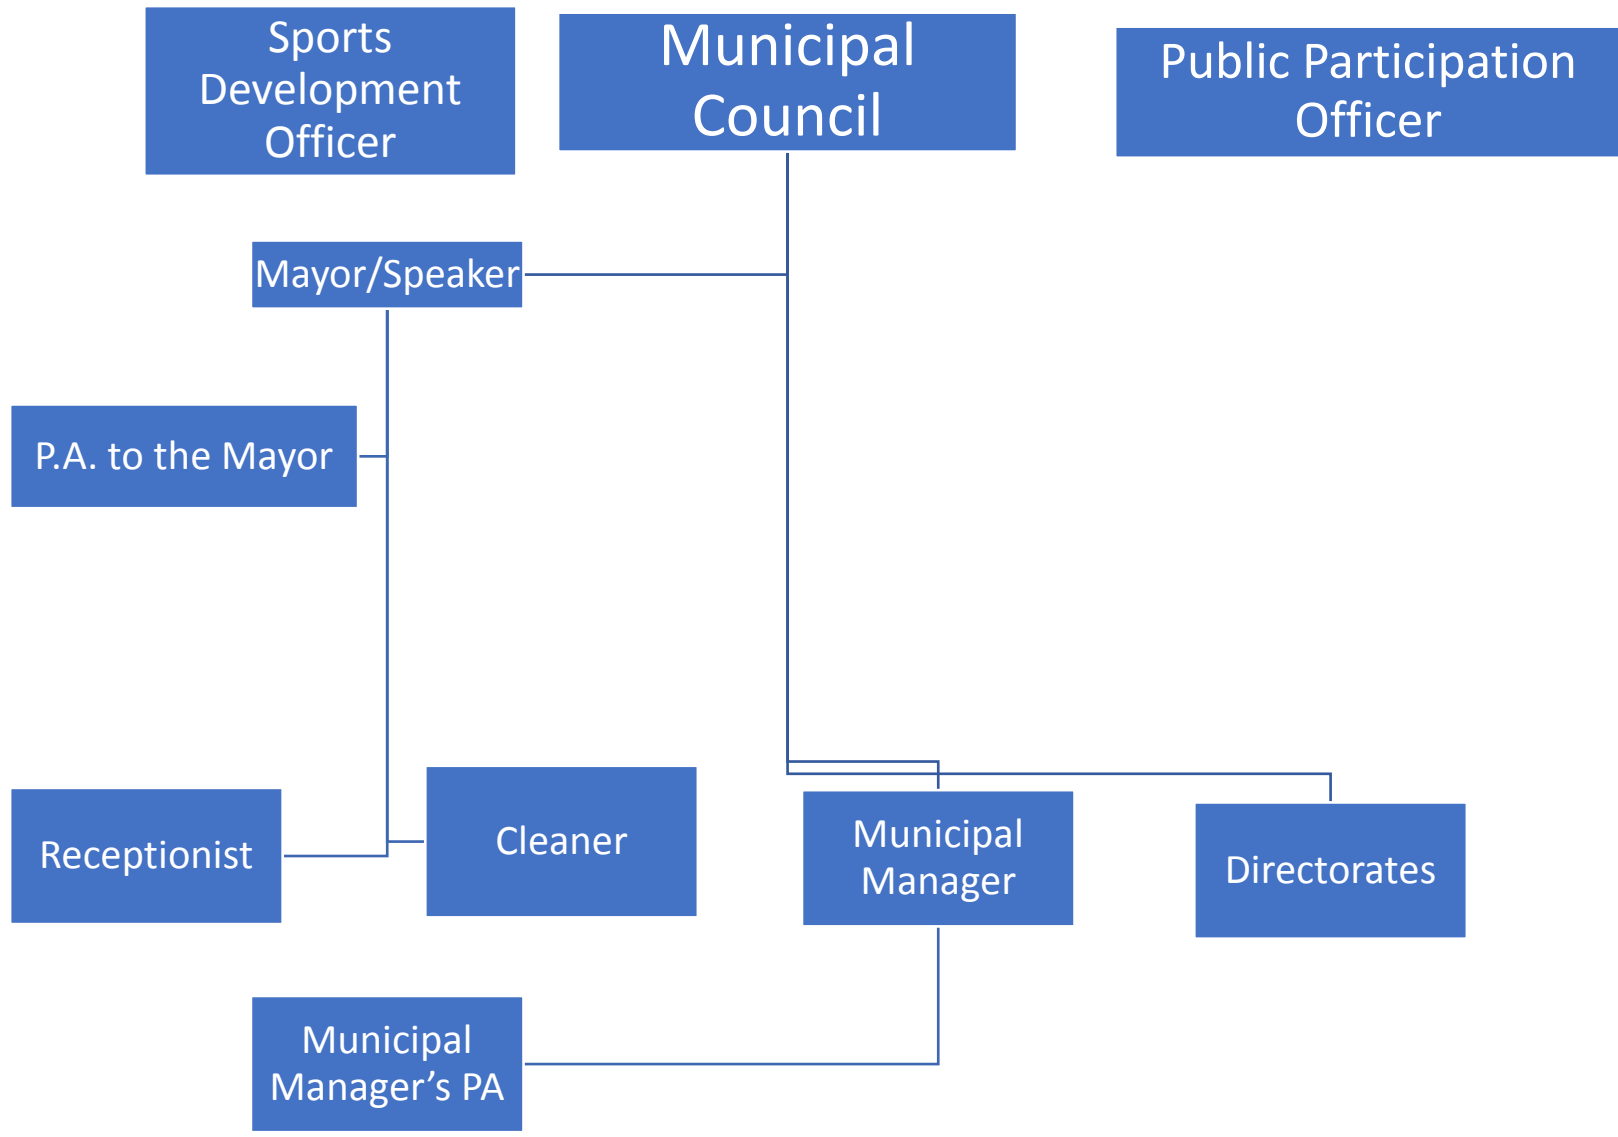 Sports
Development
Officer
Municipal
Council
Public Participation
Officer
Mayor/Speaker
P.A. to the Mayor
Receptionist
Cleaner
Municipal
Manager
Directorates
Municipal
Manager’s PA